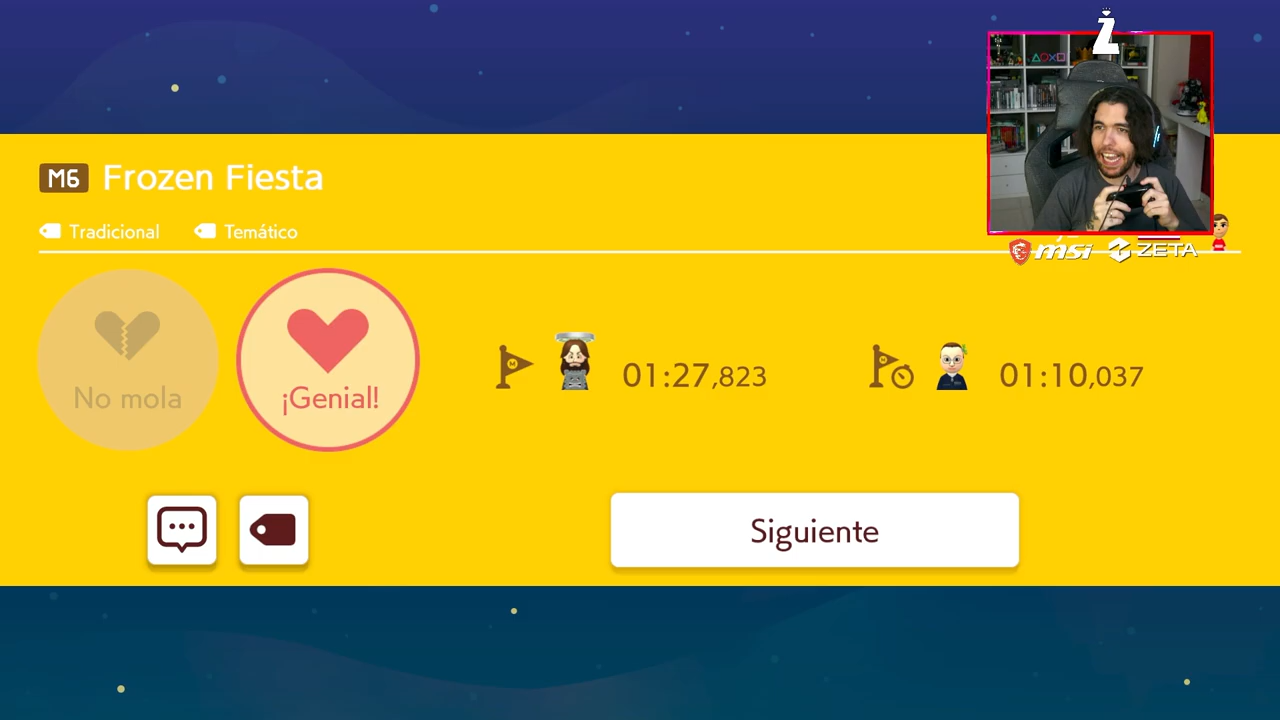 Z
M6 Frozen Fiesta
Tradicional Temático
msi ZETA
No mola
¡Genial!
M 01:27,823
M 01:10,037
Siguiente